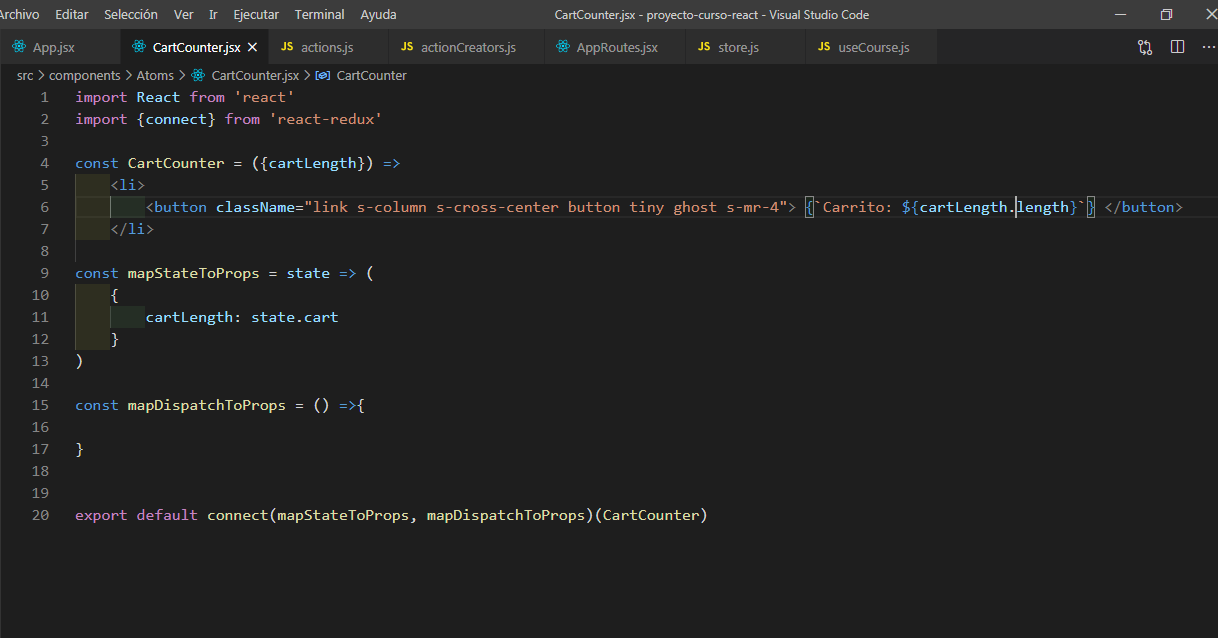 Archivo Editar Selección Ver Ir Ejecutar Terminal Ayuda CartCounter.jsx - proyecto-curso-react - Visual Studio Code
App.jsx CartCounter.jsx JS actions.js JS actionCreators.js AppRoutes.jsx JS store.js JS useCourse.js
src > components > Atoms > CartCounter.jsx > CartCounter
1 import React from 'react'
2 import {connect} from 'react-redux'
3
4 const CartCounter = ({cartLength}) =>
5 <li>
6 <button className="link s-column s-cross-center button tiny ghost s-mr-4"> {`Carrito: ${cartLength.length}`} </button>
7 </li>
8
9 const mapStateToProps = state => (
10 {
11 cartLength: state.cart
12 }
13 )
14
15 const mapDispatchToProps = () =>{
16
17 }
18
19
20 export default connect(mapStateToProps, mapDispatchToProps)(CartCounter)